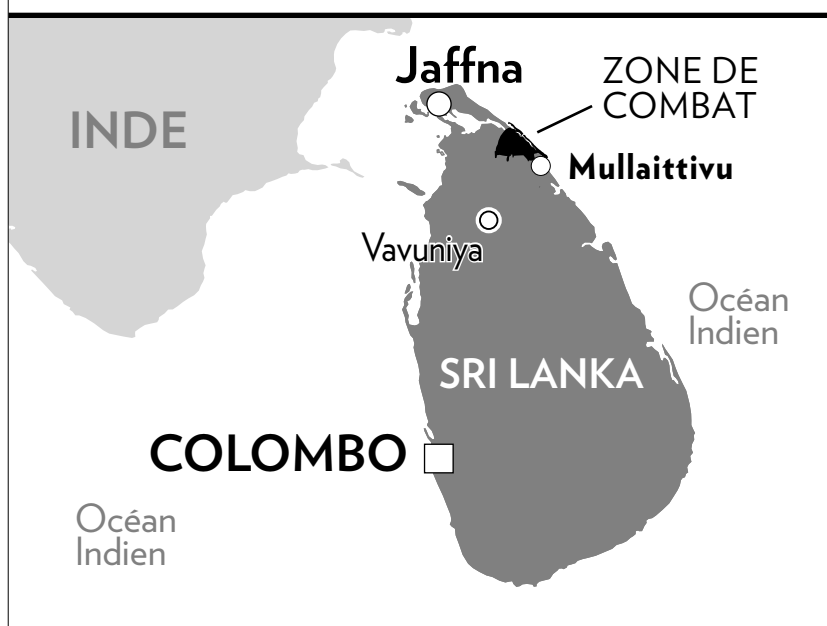 Jaffna
ZONE DE
COMBAT
INDE
Mullaittivu
Vavuniya
Océan
Indien
SRI LANKA
COLOMBO
Océan
Indien